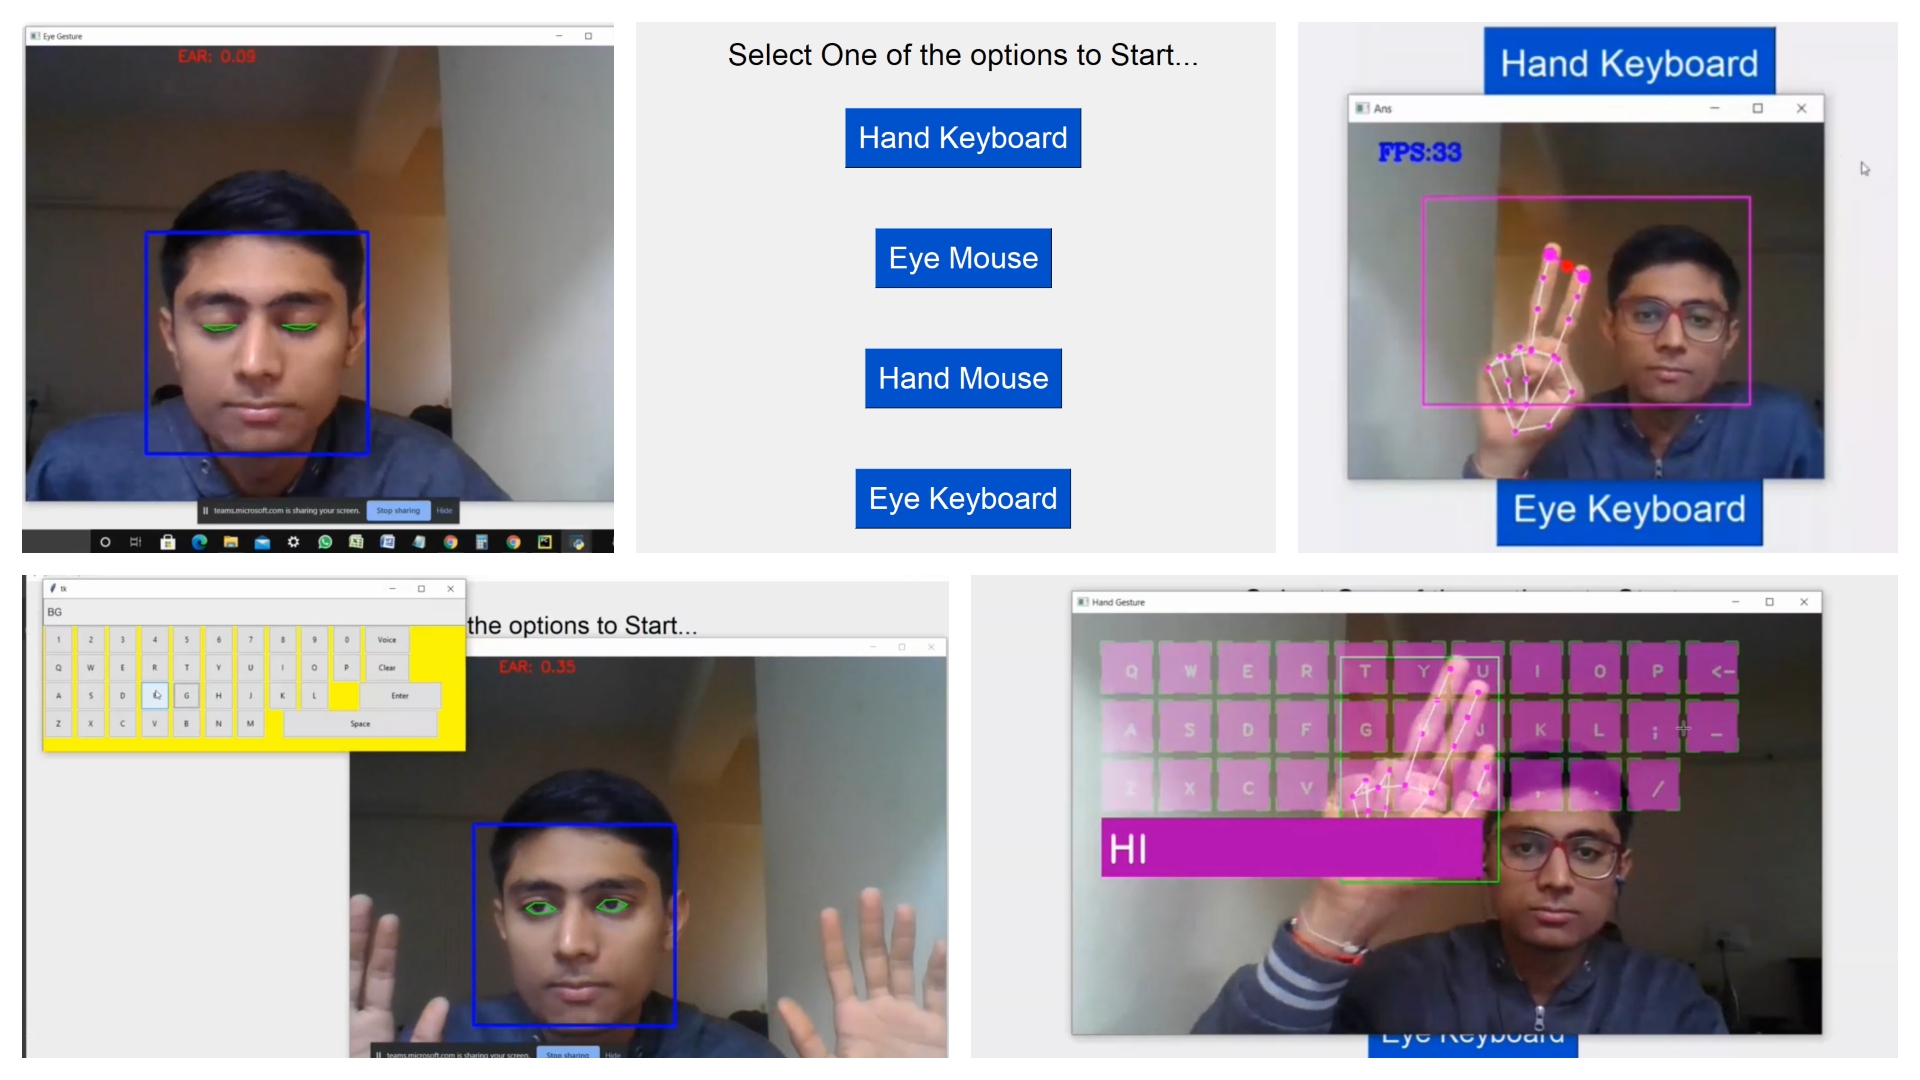 Eye Gesture
EAR: 0.09
teams.microsoft.com is sharing your screen.
Stop sharing
Hide
Select One of the options to Start...
Hand Keyboard
Eye Mouse
Hand Mouse
Eye Keyboard
Hand Keyboard
Ans
FPS:33
Eye Keyboard
tk
BG
1 2 3 4 5 6 7 8 9 0 Voice
Q W E R T Y U I O P Clear
A S D G H J K L Enter
Z X C V B N M Space
the options to Start...
EAR: 0.35
teams.microsoft.com is sharing your screen.
Stop sharing
Hide
Hand Gesture
Q W E R T Y U I O P <-
A S D F G J K L ; _
Z X C V , . /
HI
Eye Keyboard